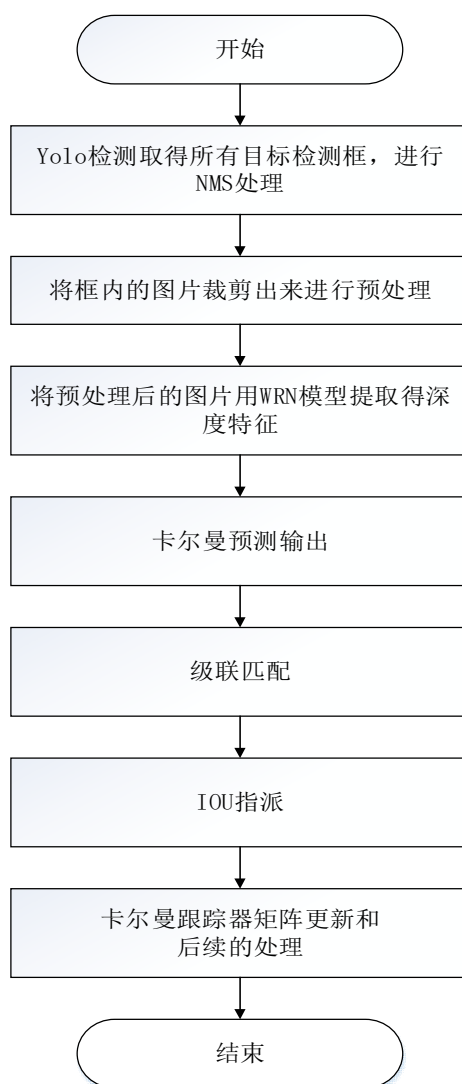 开始
Yolo检测取得所有目标检测框，进行
NMS处理
将框内的图片裁剪出来进行预处理
将预处理后的图片用WRN模型提取得深
度特征
卡尔曼预测输出
级联匹配
IOU指派
卡尔曼跟踪器矩阵更新和
后续的处理
结束